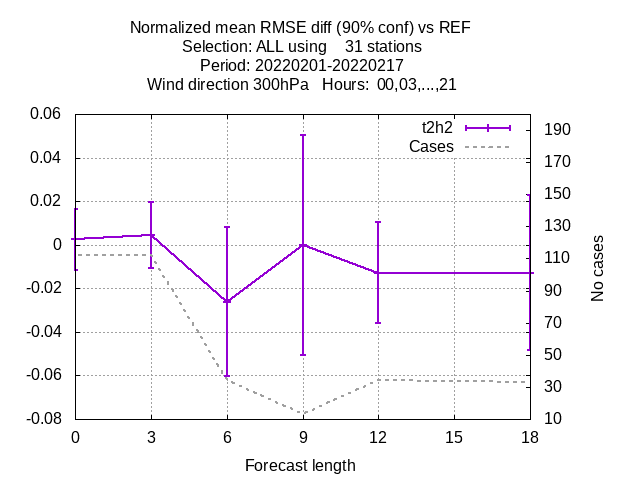 Normalized mean RMSE diff (90% conf) vs REF
Selection: ALL using    31 stations
Period: 20220201-20220217
Wind direction 300hPa   Hours:  00,03,...,21
t2h2
Cases
0.06
0.04
0.02
0
-0.02
-0.04
-0.06
-0.08
190
170
150
130
110
90
70
50
30
10
No cases
0 3 6 9 12 15 18
Forecast length